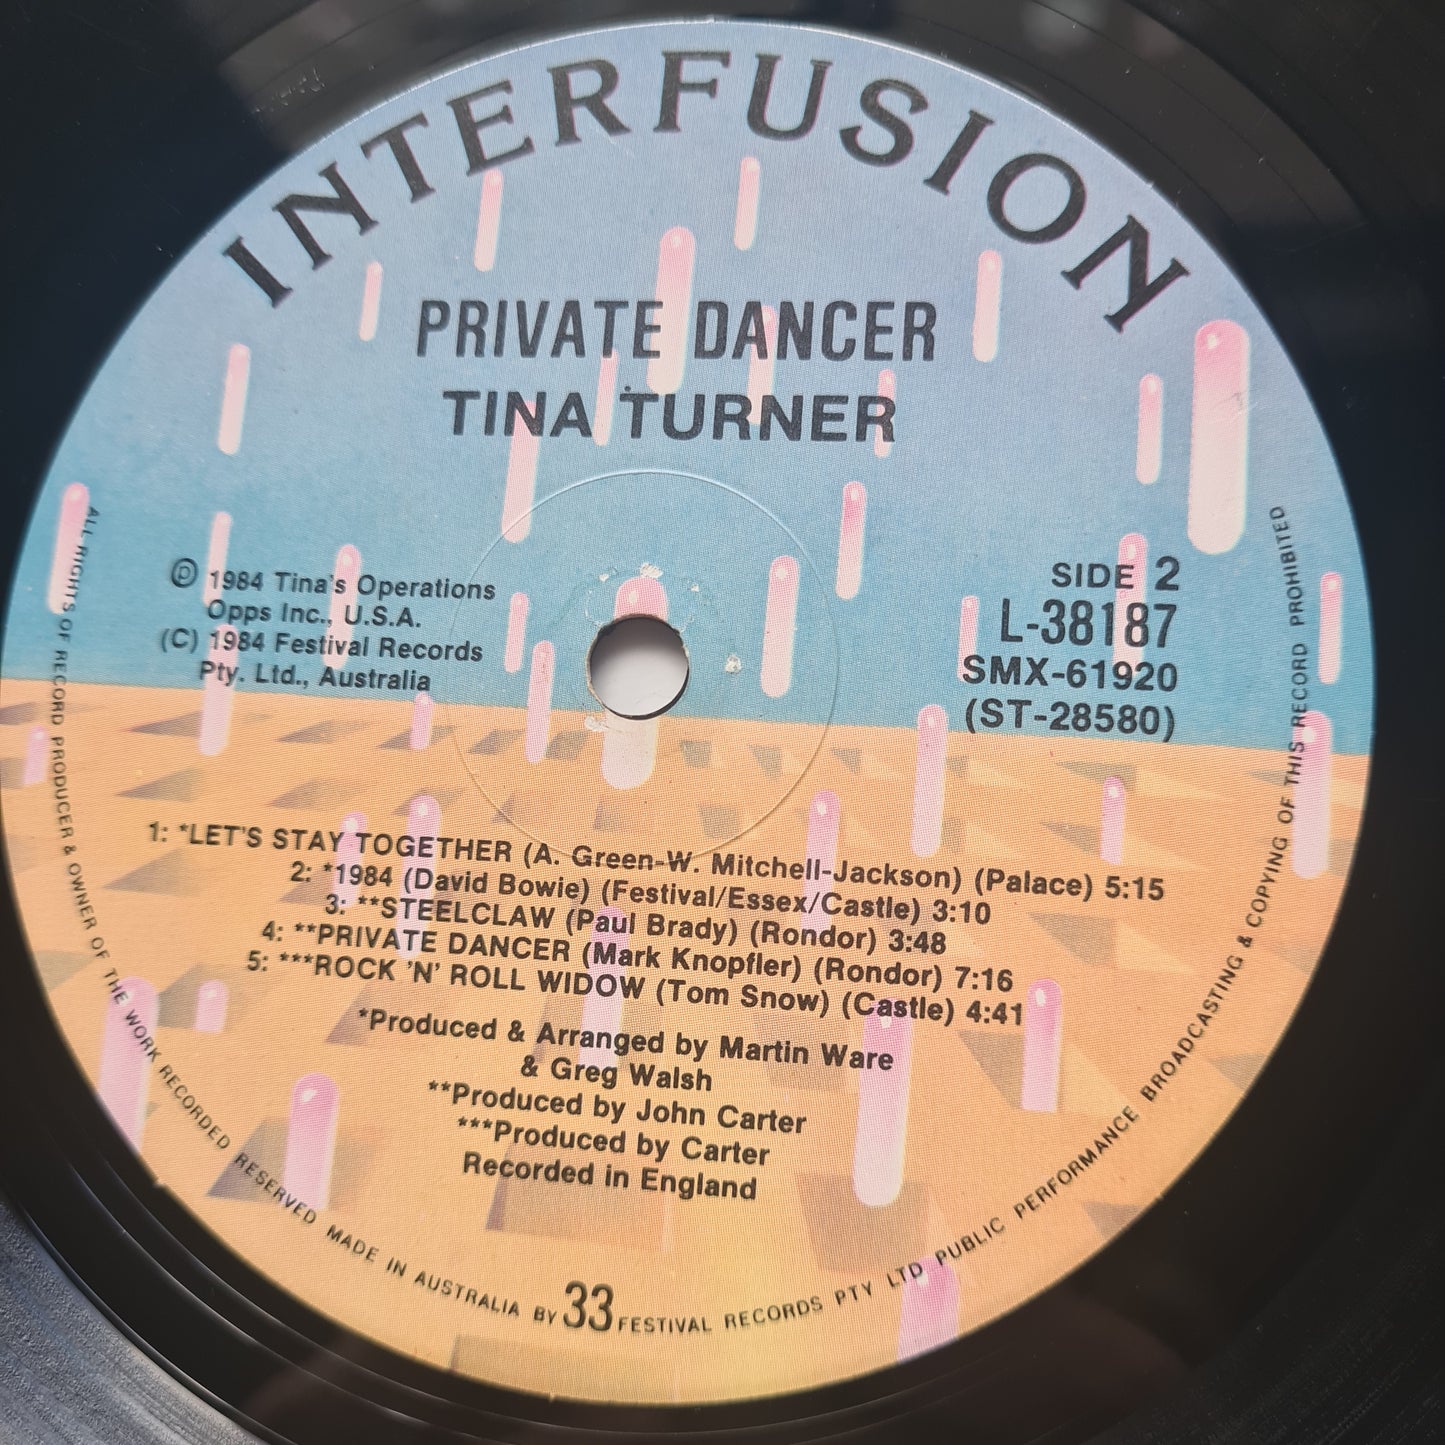 INTERFUSION
PRIVATE DANCER
TINA TURNER
℗ 1984 Tina's Operations
Opps Inc., U.S.A.
(C) 1984 Festival Records
Pty. Ltd., Australia
SIDE 2
L-38187
SMX-61920
(ST-28580)
1: *LET'S STAY TOGETHER (A. Green-W. Mitchell-Jackson) (Palace) 5:15
2: *1984 (David Bowie) (Festival/Essex/Castle) 3:10
3: **STEELCLAW (Paul Brady) (Rondor) 3:48
4: **PRIVATE DANCER (Mark Knopfler) (Rondor) 7:16
5: ***ROCK 'N' ROLL WIDOW (Tom Snow) (Castle) 4:41
*Produced & Arranged by Martin Ware
& Greg Walsh
**Produced by John Carter
***Produced by Carter
Recorded in England
33
ALL RIGHTS OF RECORD PRODUCER & OWNER OF THE WORK RECORDED RESERVED MADE IN AUSTRALIA BY FESTIVAL RECORDS PTY LTD PUBLIC PERFORMANCE BROADCASTING & COPYING OF THIS RECORD PROHIBITED